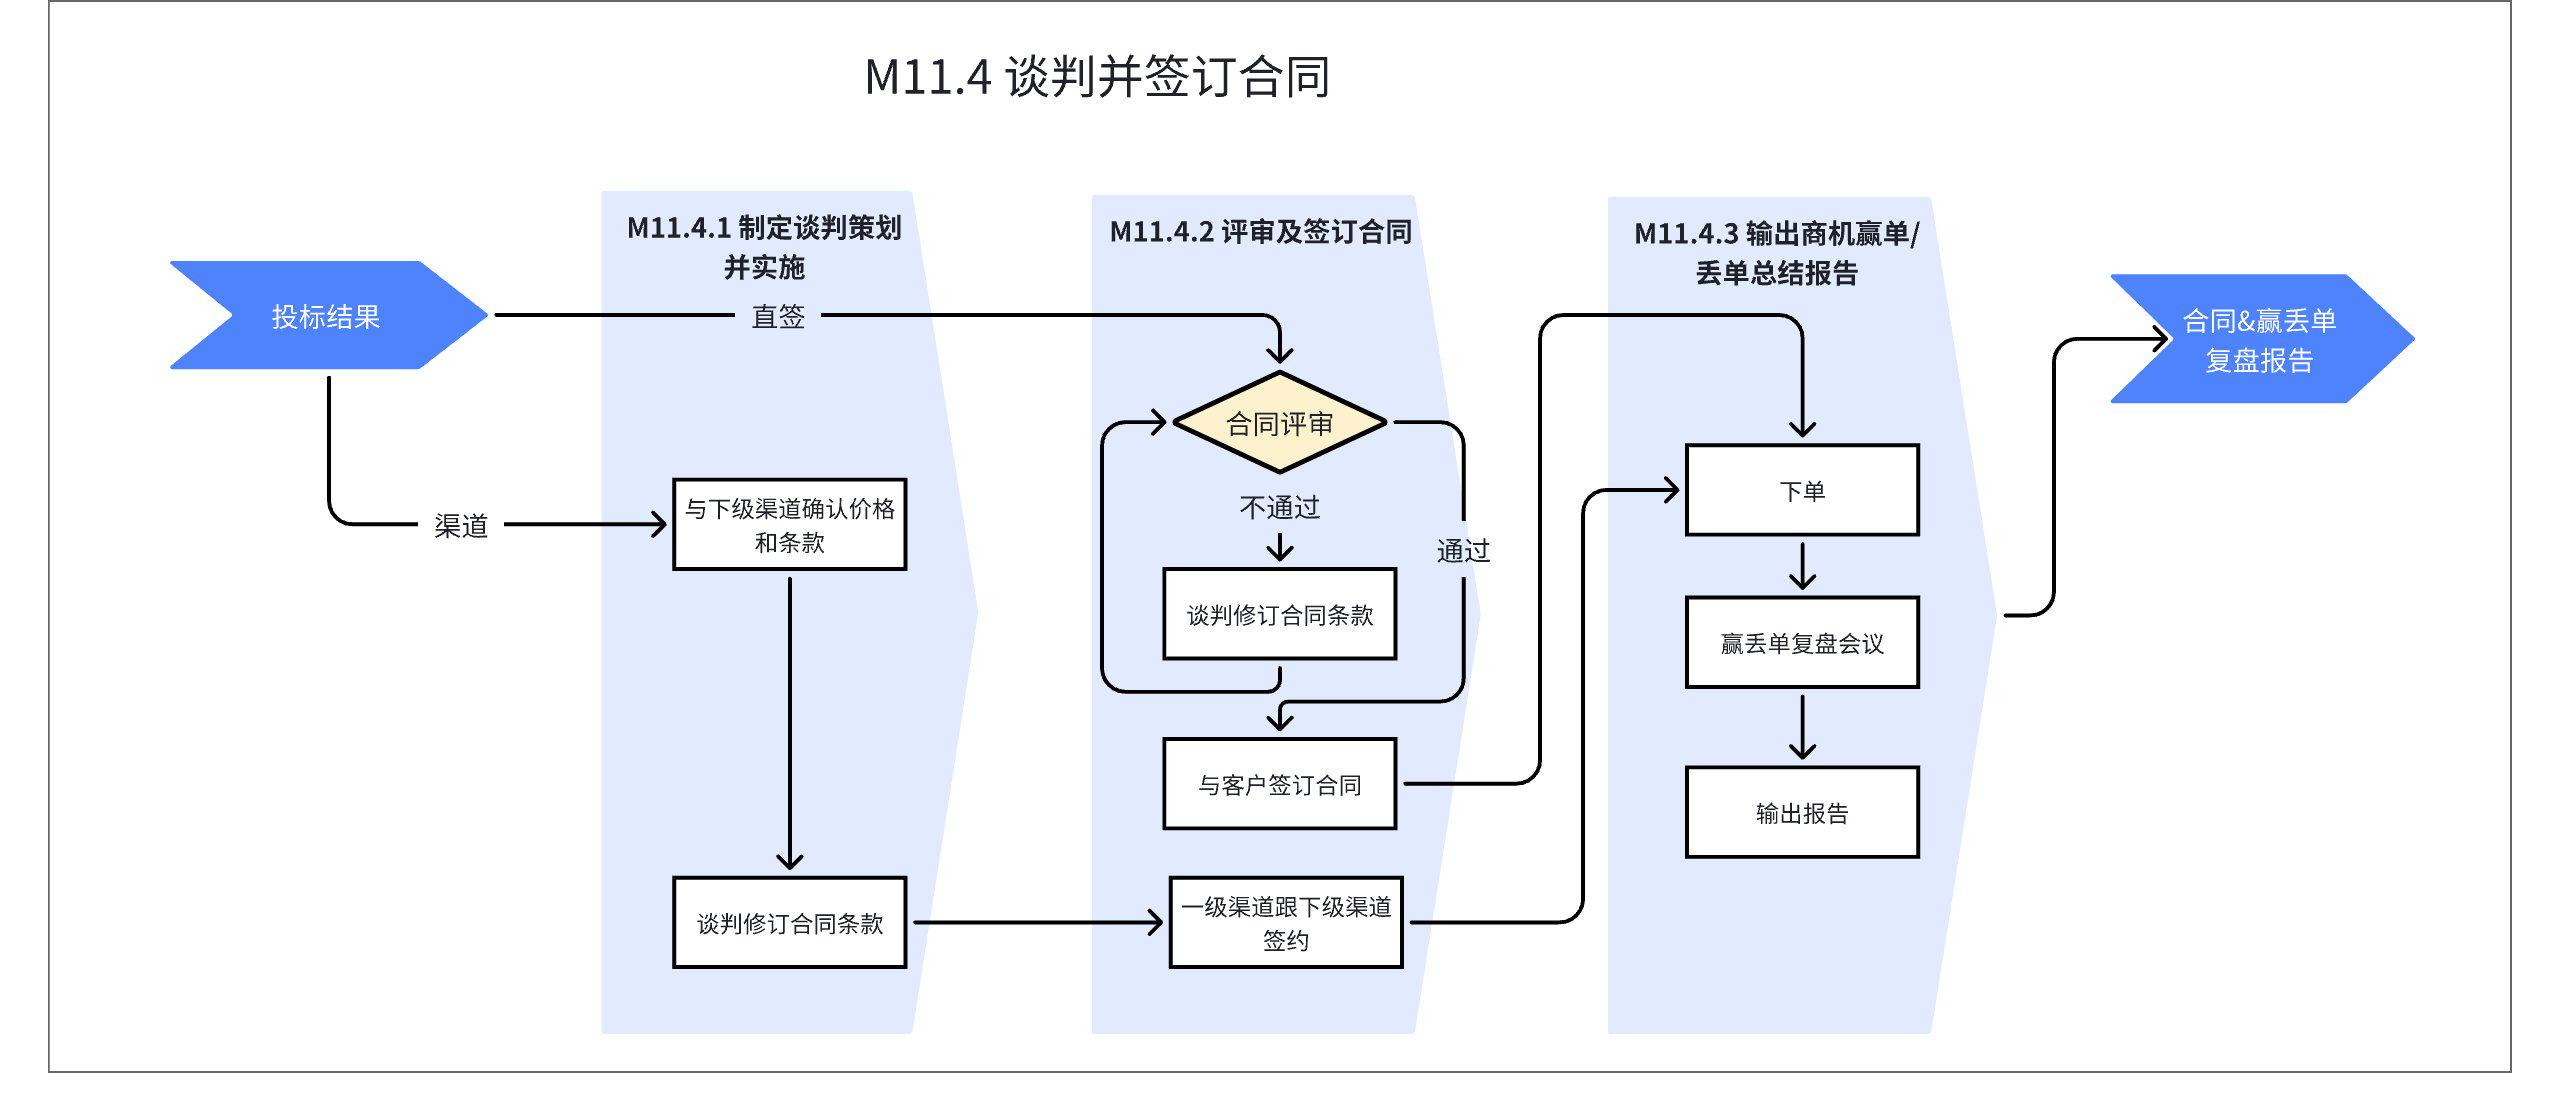 M11.4 谈判并签订合同
投标结果
直签
渠道
M11.4.1 制定谈判策划
并实施
与下级渠道确认价格
和条款
谈判修订合同条款
M11.4.2 评审及签订合同
合同评审
不通过
通过
谈判修订合同条款
与客户签订合同
一级渠道跟下级渠道
签约
M11.4.3 输出商机赢单/
丢单总结报告
下单
赢丢单复盘会议
输出报告
合同&赢丢单
复盘报告